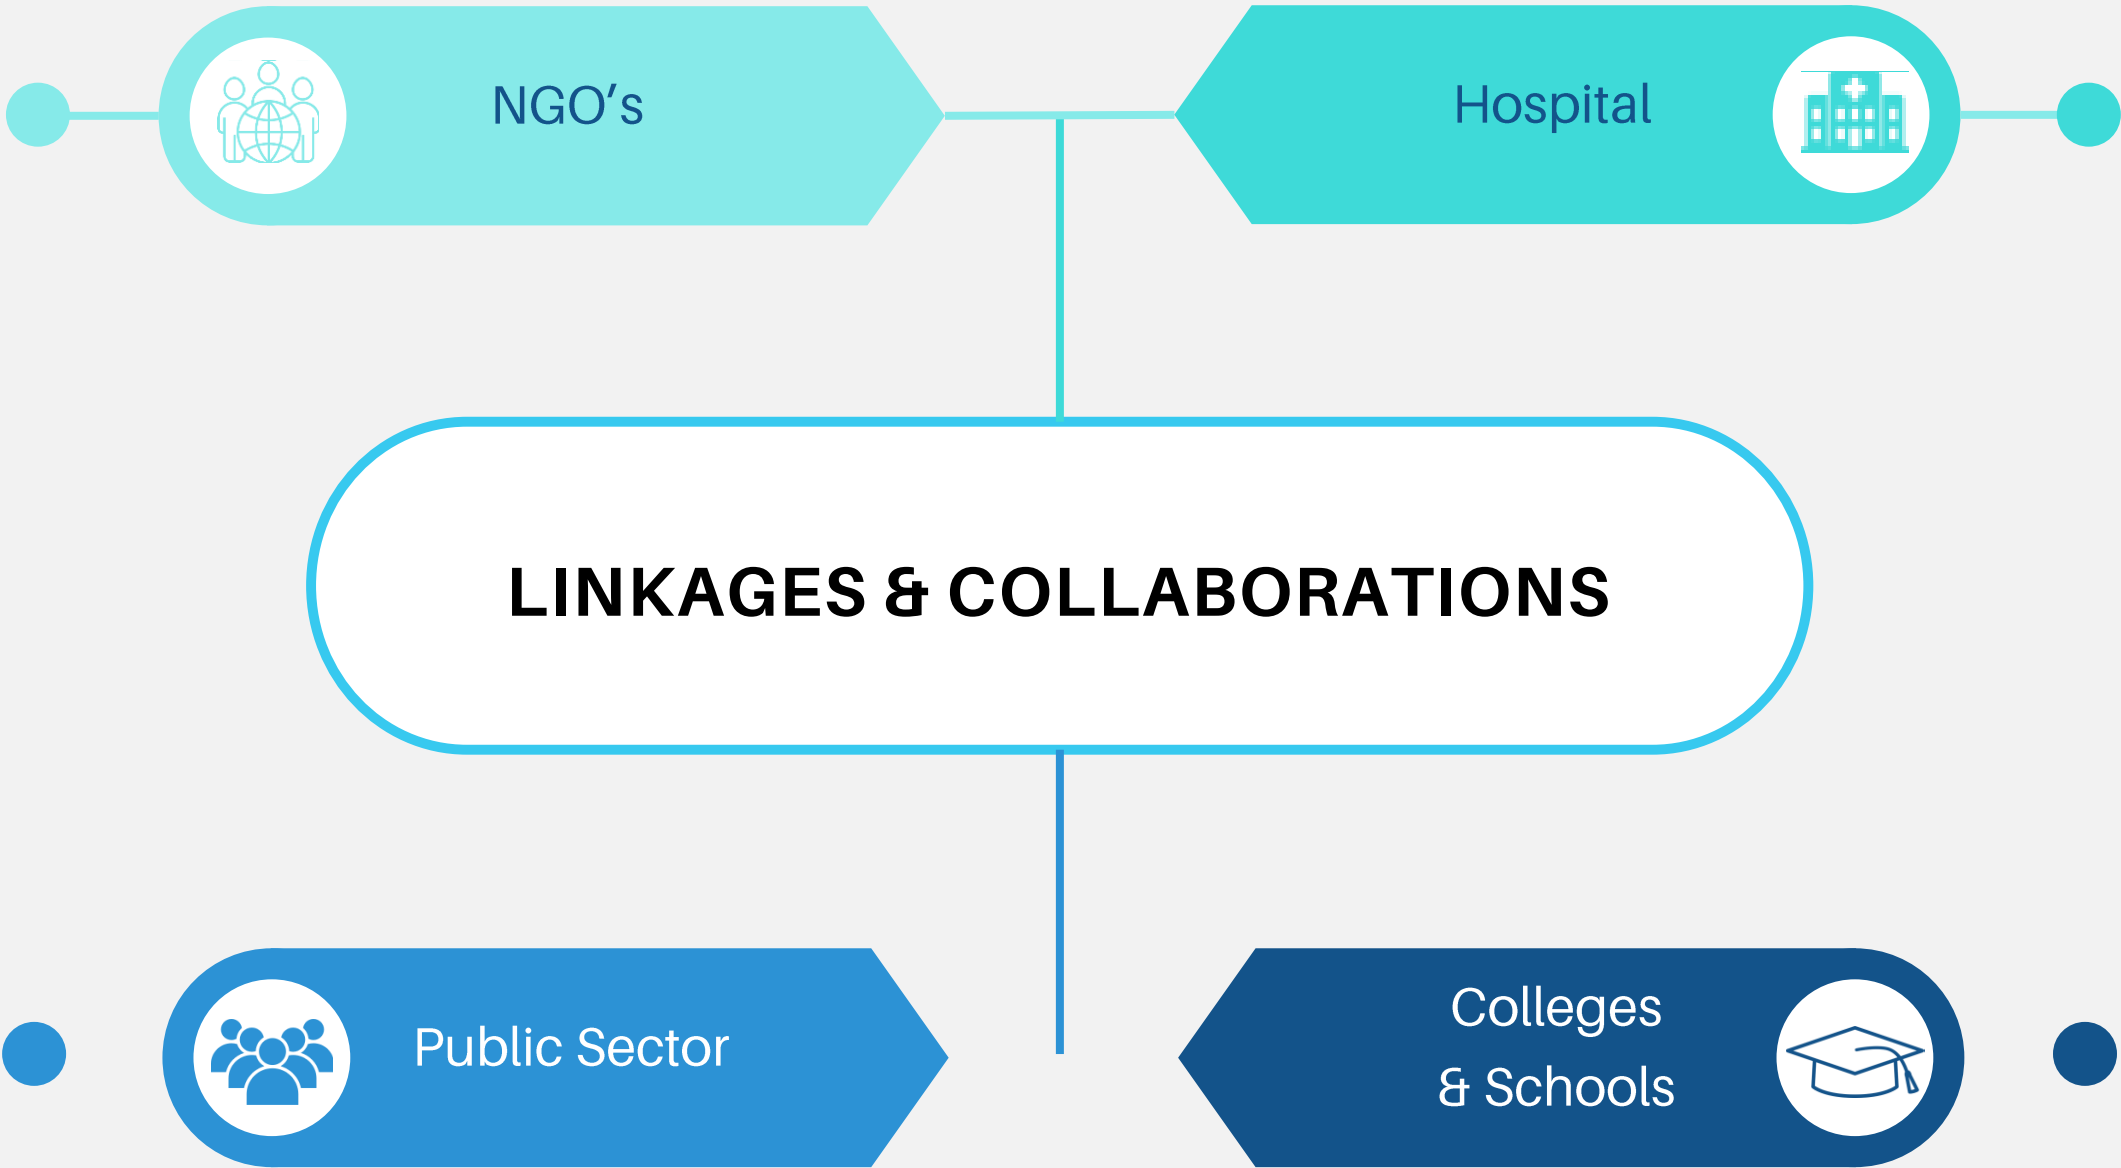 NGO‘s
Hospital
LINKAGES & COLLABORATIONS
Public Sector
Colleges
& Schools